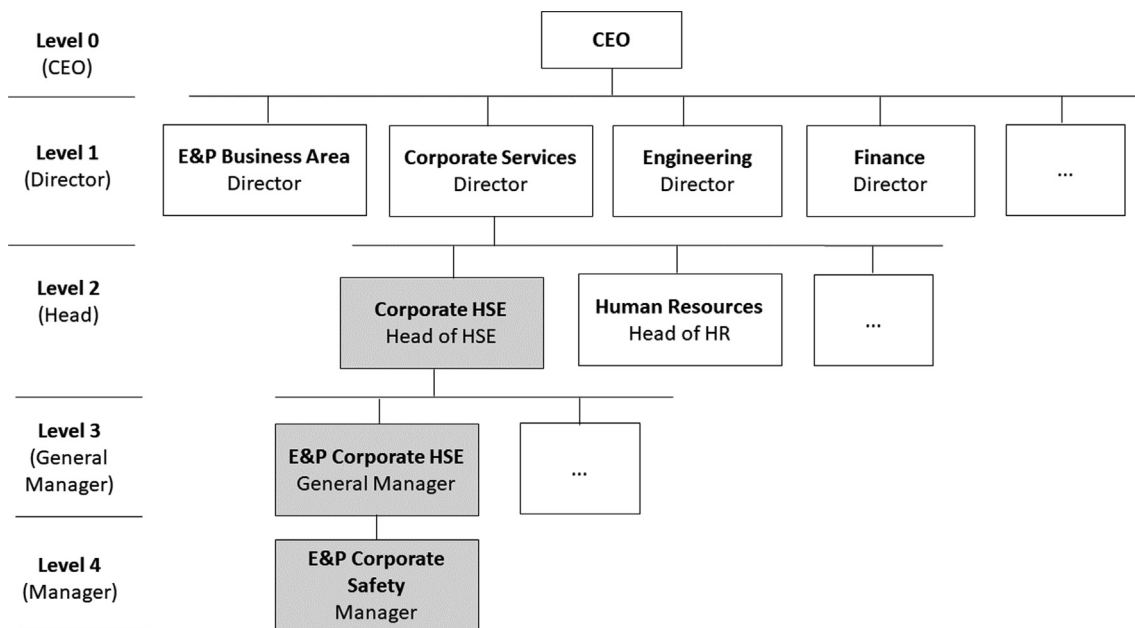 Level 0
(CEO)
CEO
Level 1
(Director)
E&P Business Area
Director
Corporate Services
Director
Engineering
Director
Finance
Director
...
Level 2
(Head)
Corporate HSE
Head of HSE
Human Resources
Head of HR
...
Level 3
(General
Manager)
E&P Corporate HSE
General Manager
...
Level 4
(Manager)
E&P Corporate
Safety
Manager